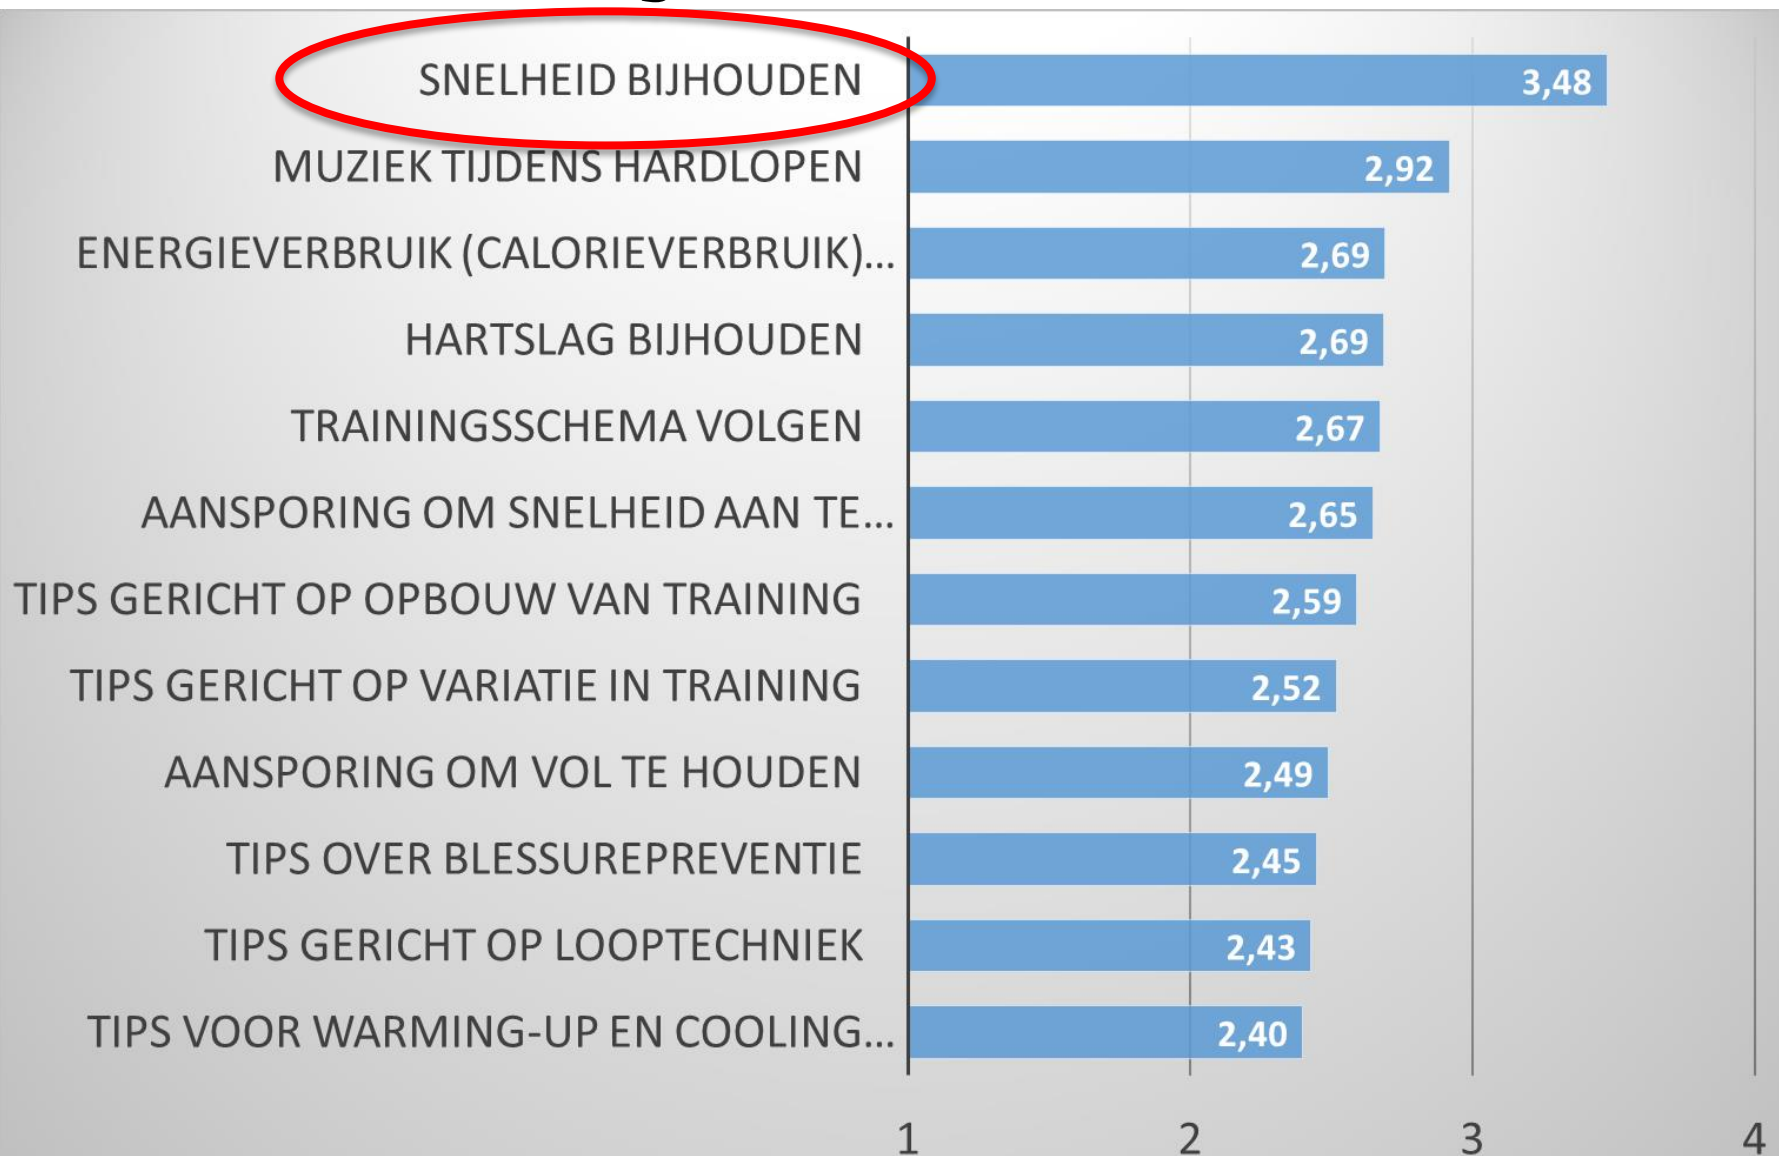 SNELHEID BIJHOUDEN 3,48
MUZIEK TIJDENS HARDLOPEN 2,92
ENERGIEVERBRUIK (CALORIEVERBRUIK)... 2,69
HARTSLAG BIJHOUDEN 2,69
TRAININGSSCHEMA VOLGEN 2,67
AANSPORING OM SNELHEID AAN TE... 2,65
TIPS GERICHT OP OPBOUW VAN TRAINING 2,59
TIPS GERICHT OP VARIATIE IN TRAINING 2,52
AANSPORING OM VOL TE HOUDEN 2,49
TIPS OVER BLESSUREPREVENTIE 2,45
TIPS GERICHT OP LOOPTECHNIEK 2,43
TIPS VOOR WARMING-UP EN COOLING... 2,40
1 2 3 4